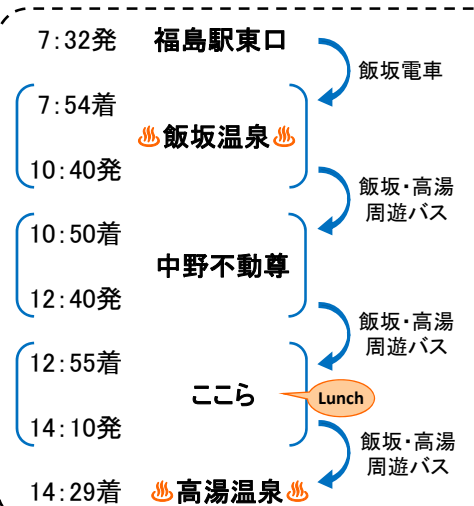 7:32発 福島駅東口
飯坂電車
7:54着
♨飯坂温泉♨
10:40発
飯坂・高湯
周遊バス
10:50着
中野不動尊
12:40発
飯坂・高湯
周遊バス
12:55着
ここら
Lunch
14:10発
飯坂・高湯
周遊バス
14:29着 ♨高湯温泉♨